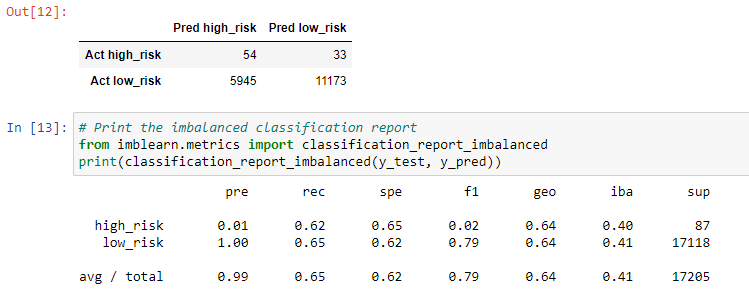 Out[12]:
Pred high_risk Pred low_risk
Act high_risk 54 33
Act low_risk 5945 11173
In [13]: # Print the imbalanced classification report
from imblearn.metrics import classification_report_imbalanced
print(classification_report_imbalanced(y_test, y_pred))
pre rec spe f1 geo iba sup
high_risk 0.01 0.62 0.65 0.02 0.64 0.40 87
low_risk 1.00 0.65 0.62 0.79 0.64 0.41 17118
avg / total 0.99 0.65 0.62 0.79 0.64 0.41 17205